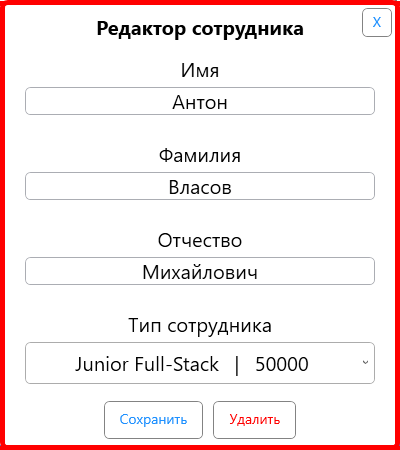 Редактор сотрудника
X
Имя
Антон
Фамилия
Власов
Отчество
Михайлович
Тип сотрудника
Junior Full-Stack | 50000
Сохранить
Удалить